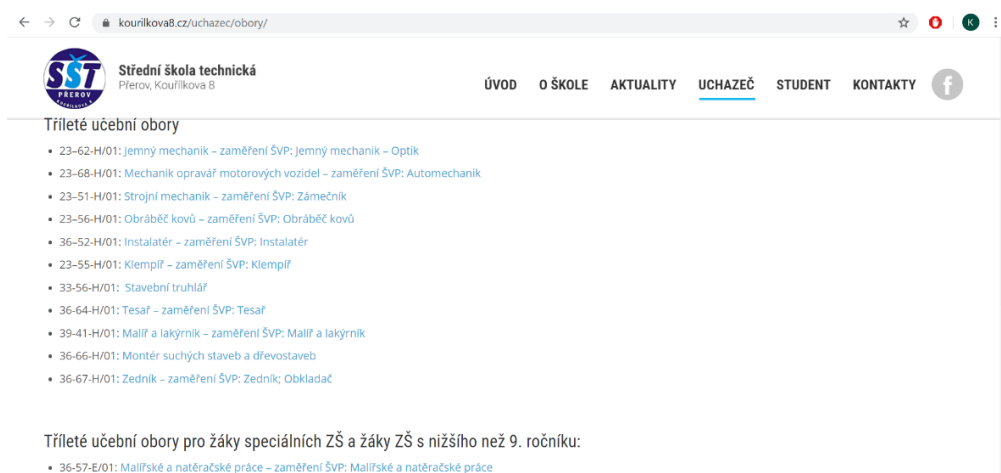 kourilkova8.cz/uchazec/obory/
K
SŠT
PŘEROV
KOUŘÍLKOVA 8
Střední škola technická
Přerov, Kouřílkova 8
ÚVOD O ŠKOLE AKTUALITY UCHAZEČ STUDENT KONTAKTY f
Tříleté učební obory
• 23–62-H/01: Jemný mechanik – zaměření ŠVP: Jemný mechanik – Optik
• 23–68-H/01: Mechanik opravář motorových vozidel – zaměření ŠVP: Automechanik
• 23–51-H/01: Strojní mechanik – zaměření ŠVP: Zámečník
• 23–56-H/01: Obráběč kovů – zaměření ŠVP: Obráběč kovů
• 36–52-H/01: Instalatér – zaměření ŠVP: Instalatér
• 23–55-H/01: Klempíř – zaměření ŠVP: Klempíř
• 33-56-H/01: Stavební truhlář
• 36-64-H/01: Tesař – zaměření ŠVP: Tesař
• 39-41-H/01: Malíř a lakýrník – zaměření ŠVP: Malíř a lakýrník
• 36-66-H/01: Montér suchých staveb a dřevostaveb
• 36-67-H/01: Zedník – zaměření ŠVP: Zedník; Obkladač
Tříleté učební obory pro žáky speciálních ZŠ a žáky ZŠ s nižšího než 9. ročníku:
• 36-57-E/01: Malířské a natěračské práce – zaměření ŠVP: Malířské a natěračské práce